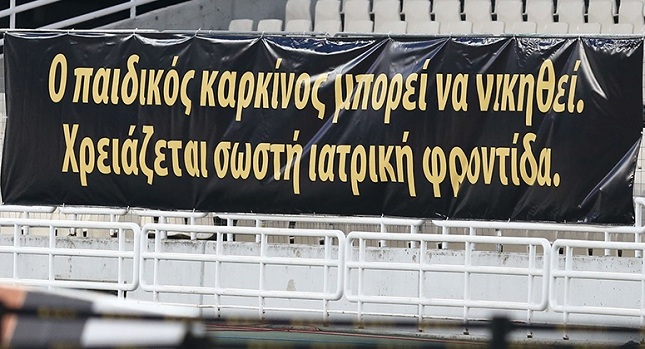 Ο παιδικός καρκίνος μπορεί να νικηθεί.
Χρειάζεται σωστή ιατρική φροντίδα.